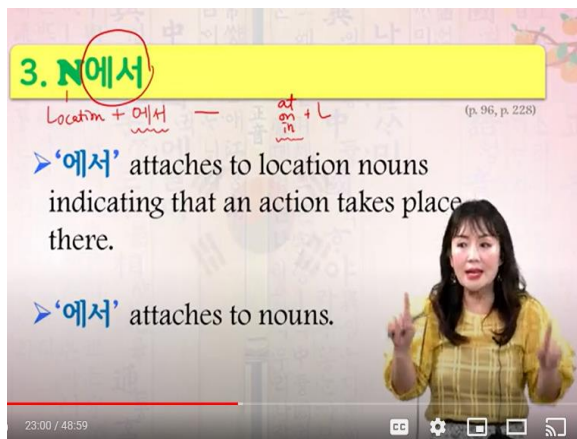 3. N에서
Location + 에서 — at
on + L
in
(p. 96, p. 228)
➢‘에서’ attaches to location nouns
indicating that an action takes place
there.
➢‘에서’ attaches to nouns.
23:00 / 48:59
CC